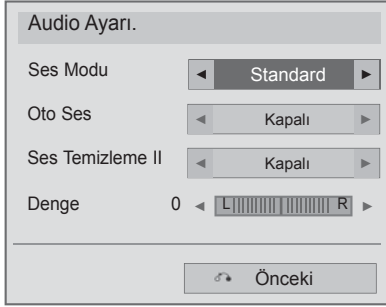 Audio Ayarı.
Ses Modu Standard
Oto Ses Kapalı
Ses Temizleme II Kapalı
Denge 0 L R
Önceki